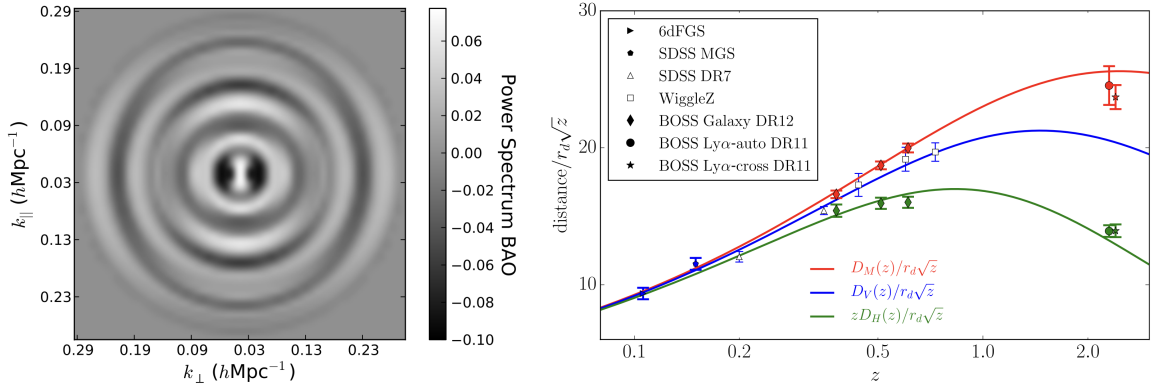 0.29
0.19
0.09
0.03
0.13
0.23
k∥ (hMpc⁻¹)
0.29 0.19 0.09 0.03 0.13 0.23
k⊥ (hMpc⁻¹)
0.06
0.04
0.02
0.00
−0.02
−0.04
−0.06
−0.08
−0.10
Power Spectrum BAO
30
20
10
distance/r_d√z
6dFGS
SDSS MGS
SDSS DR7
WiggleZ
BOSS Galaxy DR12
BOSS Lyα-auto DR11
BOSS Lyα-cross DR11
D_M(z)/r_d√z
D_V(z)/r_d√z
zD_H(z)/r_d√z
0.1 0.2 0.5 1.0 2.0
z